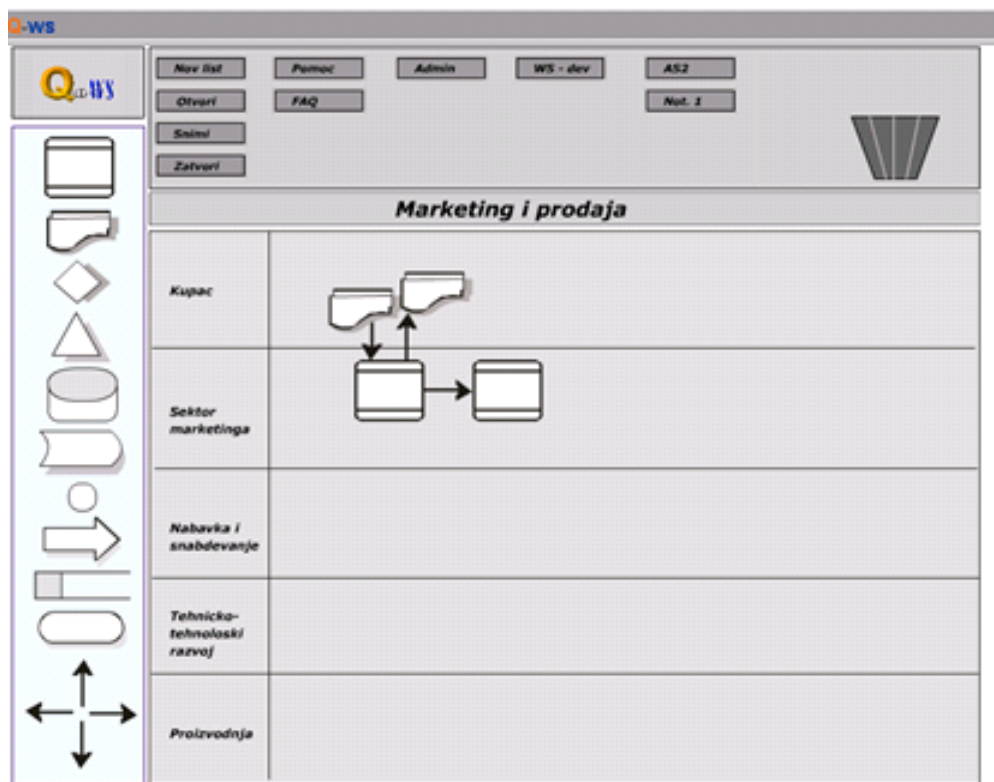 Q-WS
Q-WS
Nov list
Pomoc
Admin
WS - dev
AS2
Otvori
FAQ
Not. 1
Snimi
Zatvori
Marketing i prodaja
Kupac
Sektor
marketinga
Nabavka i
snabdevanje
Tehnicko-
tehnoloski
razvoj
Proizvodnja